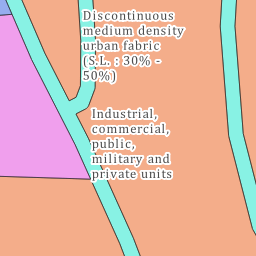 Discontinuous
medium density
urban fabric
(S.L. : 30% -
50%)
Industrial,
commercial,
public,
military and
private units